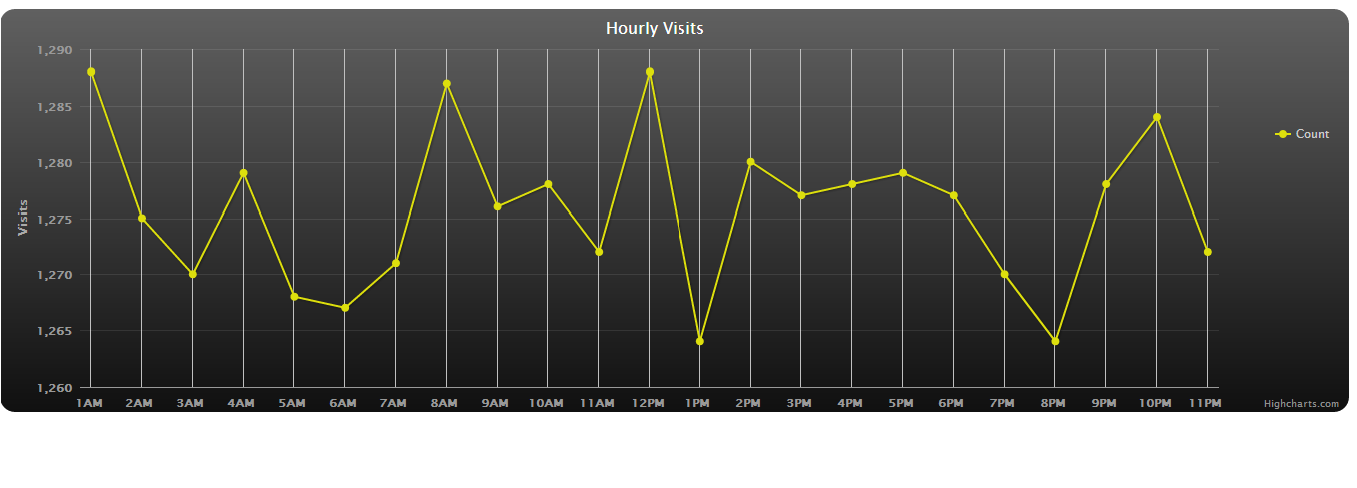 Hourly Visits
1,290
1,285
1,280
1,275
1,270
1,265
1,260
Visits
1AM 2AM 3AM 4AM 5AM 6AM 7AM 8AM 9AM 10AM 11AM 12PM 1PM 2PM 3PM 4PM 5PM 6PM 7PM 8PM 9PM 10PM 11PM
Count
Highcharts.com